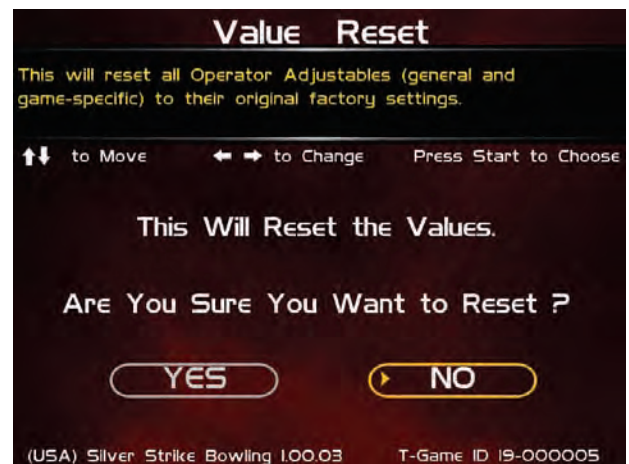 Value Reset
This will reset all Operator Adjustables (general and
game-specific) to their original factory settings.
to Move to Change Press Start to Choose
This Will Reset the Values.
Are You Sure You Want to Reset ?
YES NO
(USA) Silver Strike Bowling 1.00.03 T-Game ID 19-000005